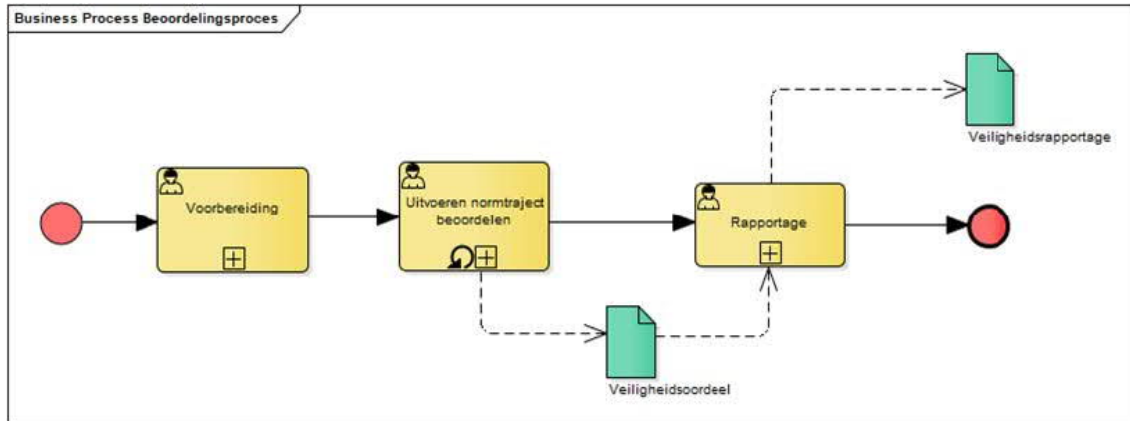 Business Process Beoordelingsproces
Veiligheidsrapportage
Voorbereiding
Uitvoeren normtraject
beoordelen
Rapportage
Veiligheidsoordeel